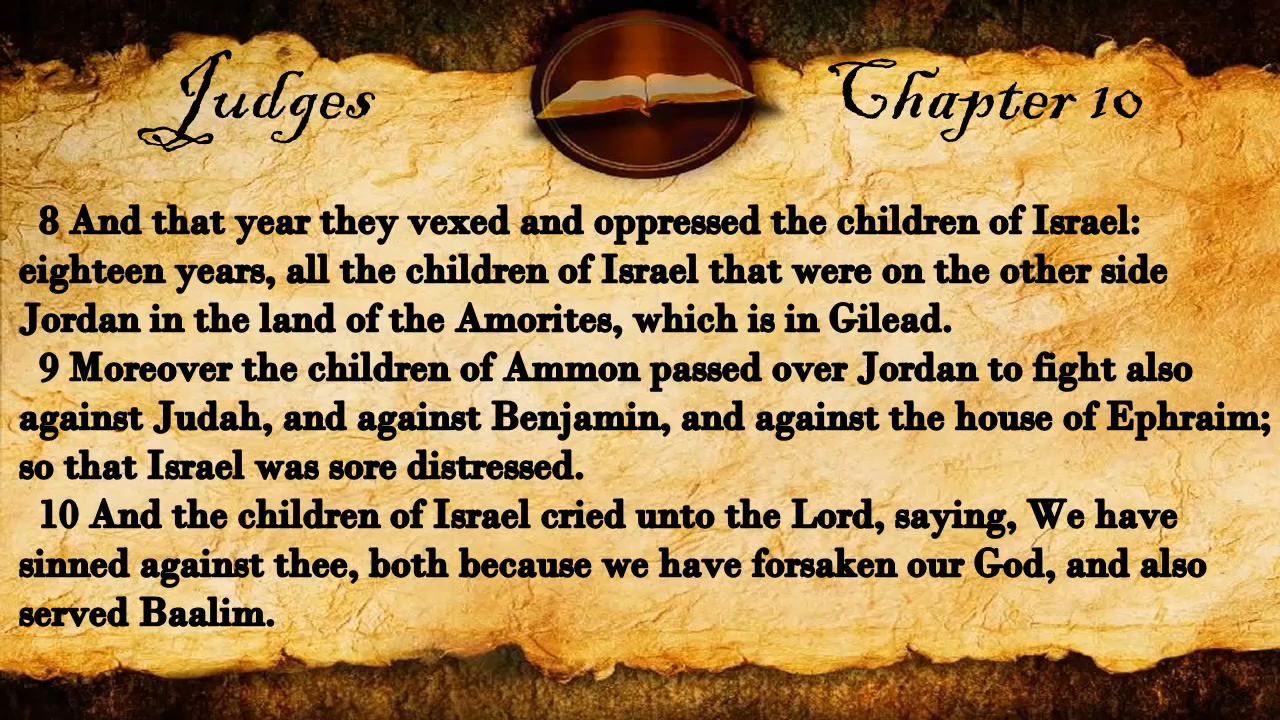 Judges
Chapter 10
8 And that year they vexed and oppressed the children of Israel:
eighteen years, all the children of Israel that were on the other side
Jordan in the land of the Amorites, which is in Gilead.
9 Moreover the children of Ammon passed over Jordan to fight also
against Judah, and against Benjamin, and against the house of Ephraim;
so that Israel was sore distressed.
10 And the children of Israel cried unto the Lord, saying, We have
sinned against thee, both because we have forsaken our God, and also
served Baalim.